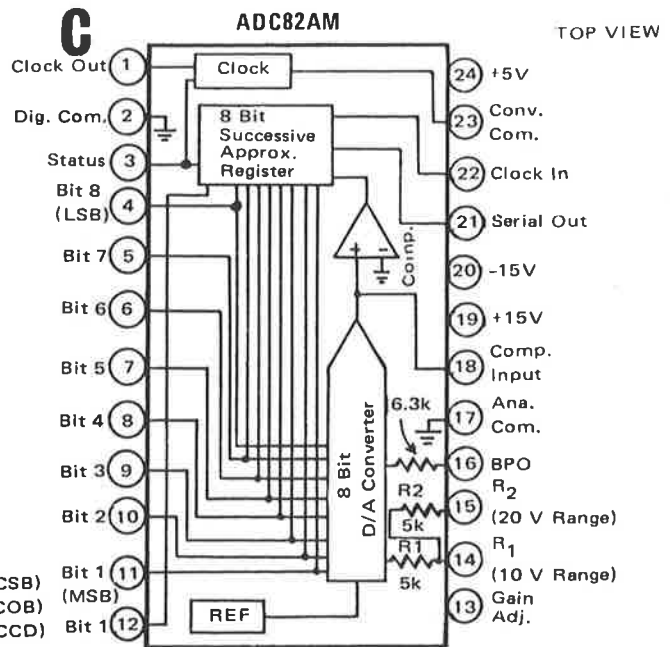 C
ADC82AM
TOP VIEW
Clock Out 1
Dig. Com. 2
Status 3
Bit 8 4
(LSB)
Bit 7 5
Bit 6 6
Bit 5 7
Bit 4 8
Bit 3 9
Bit 2 10
Bit 1 11
(MSB)
Bit 1 12
CSB)
COB)
CCD)
Clock
8 Bit
Successive
Approx.
Register
+ -
Comp.
8 Bit
D/A Converter
6.3k
R2
5k
R1
5k
REF
24 +5V
23 Conv.
Com.
22 Clock In
21 Serial Out
20 -15V
19 +15V
18 Comp.
Input
17 Ana.
Com.
16 BPO
15 R2
(20 V Range)
14 R1
(10 V Range)
13 Gain
Adj.